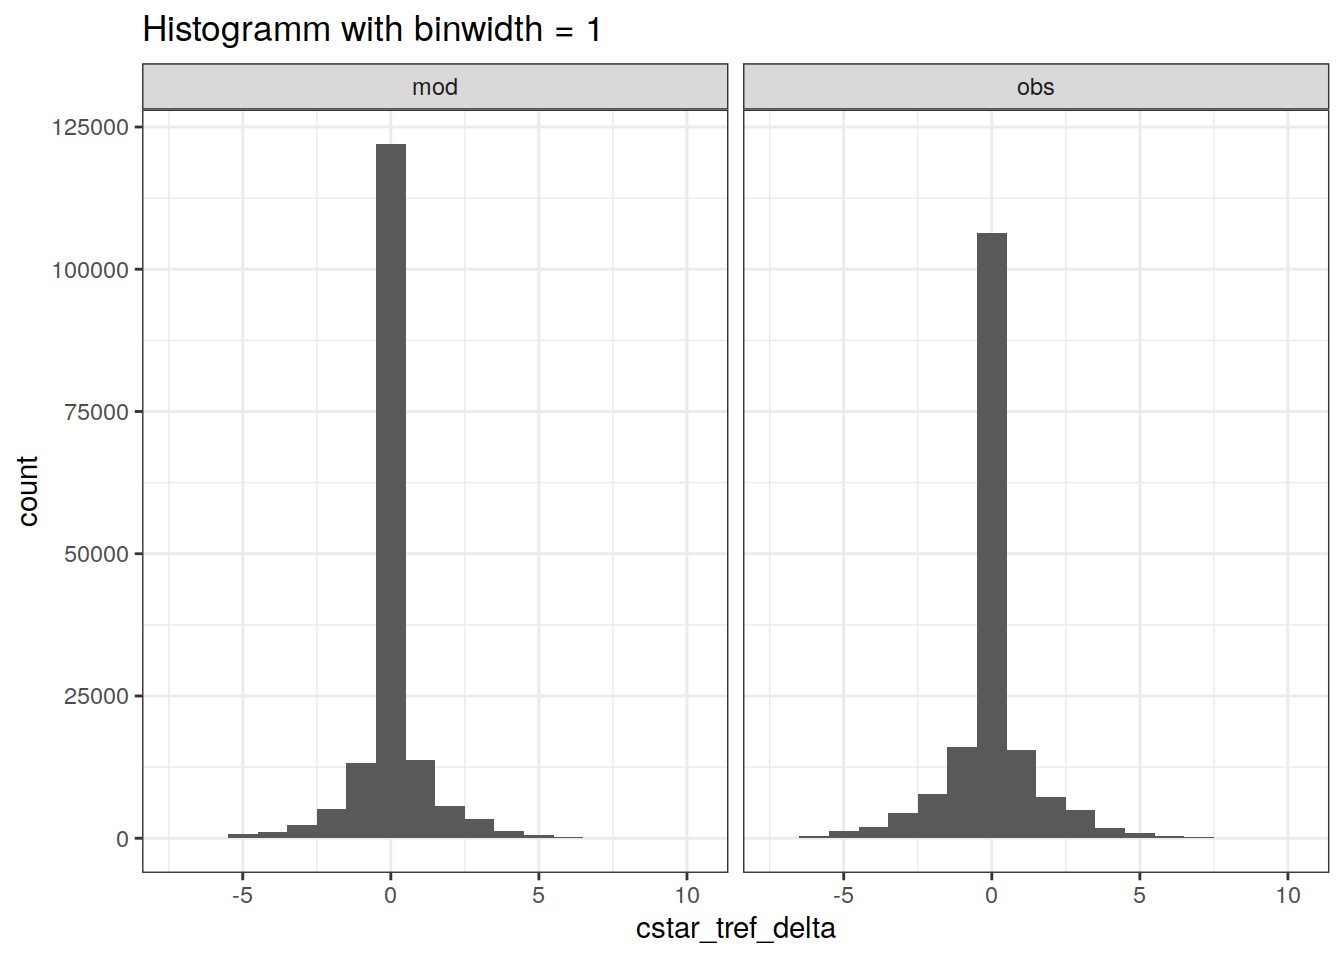 Histogramm with binwidth = 1
mod
obs
125000
100000
75000
50000
25000
0
count
-5 0 5 10
-5 0 5 10
cstar_tref_delta